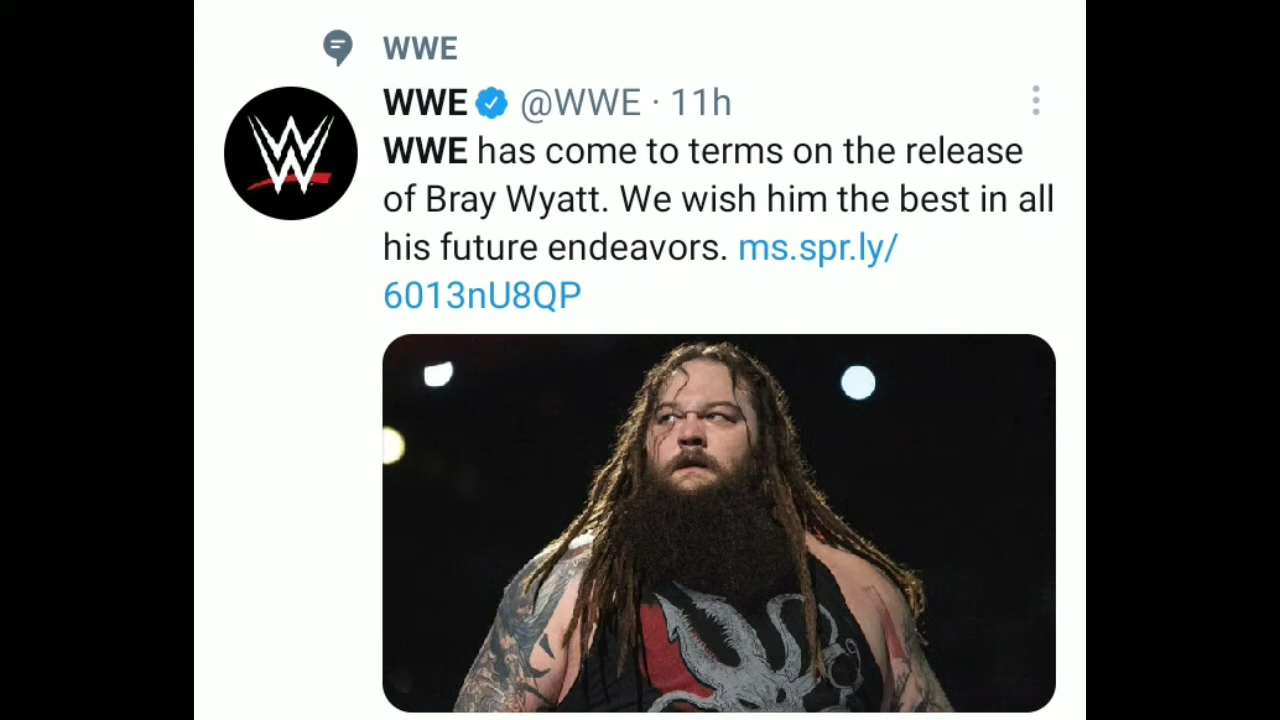 WWE
WWE @WWE · 11h
WWE has come to terms on the release
of Bray Wyatt. We wish him the best in all
his future endeavors. ms.spr.ly/
6013nU8QP